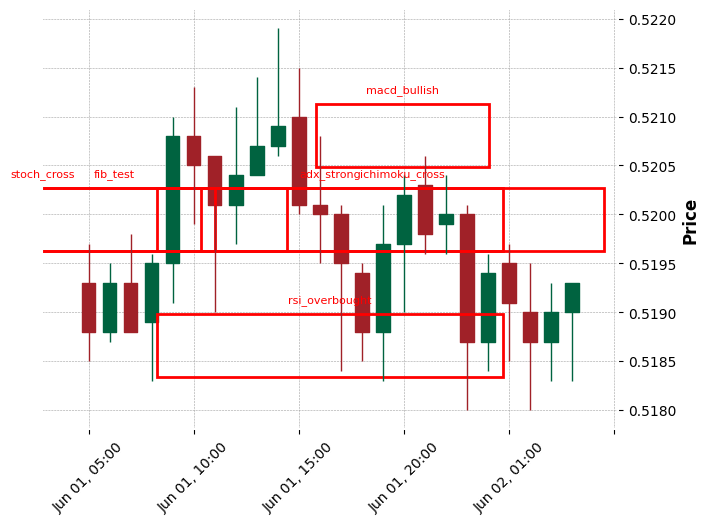 0.5220
0.5215
macd_bullish
0.5210
0.5205
stoch_cross fib_test adx_strong ichimoku_cross
0.5200
Price
0.5195
rsi_overbought
0.5190
0.5185
0.5180
Jun 01, 05:00
Jun 01, 10:00
Jun 01, 15:00
Jun 01, 20:00
Jun 02, 01:00